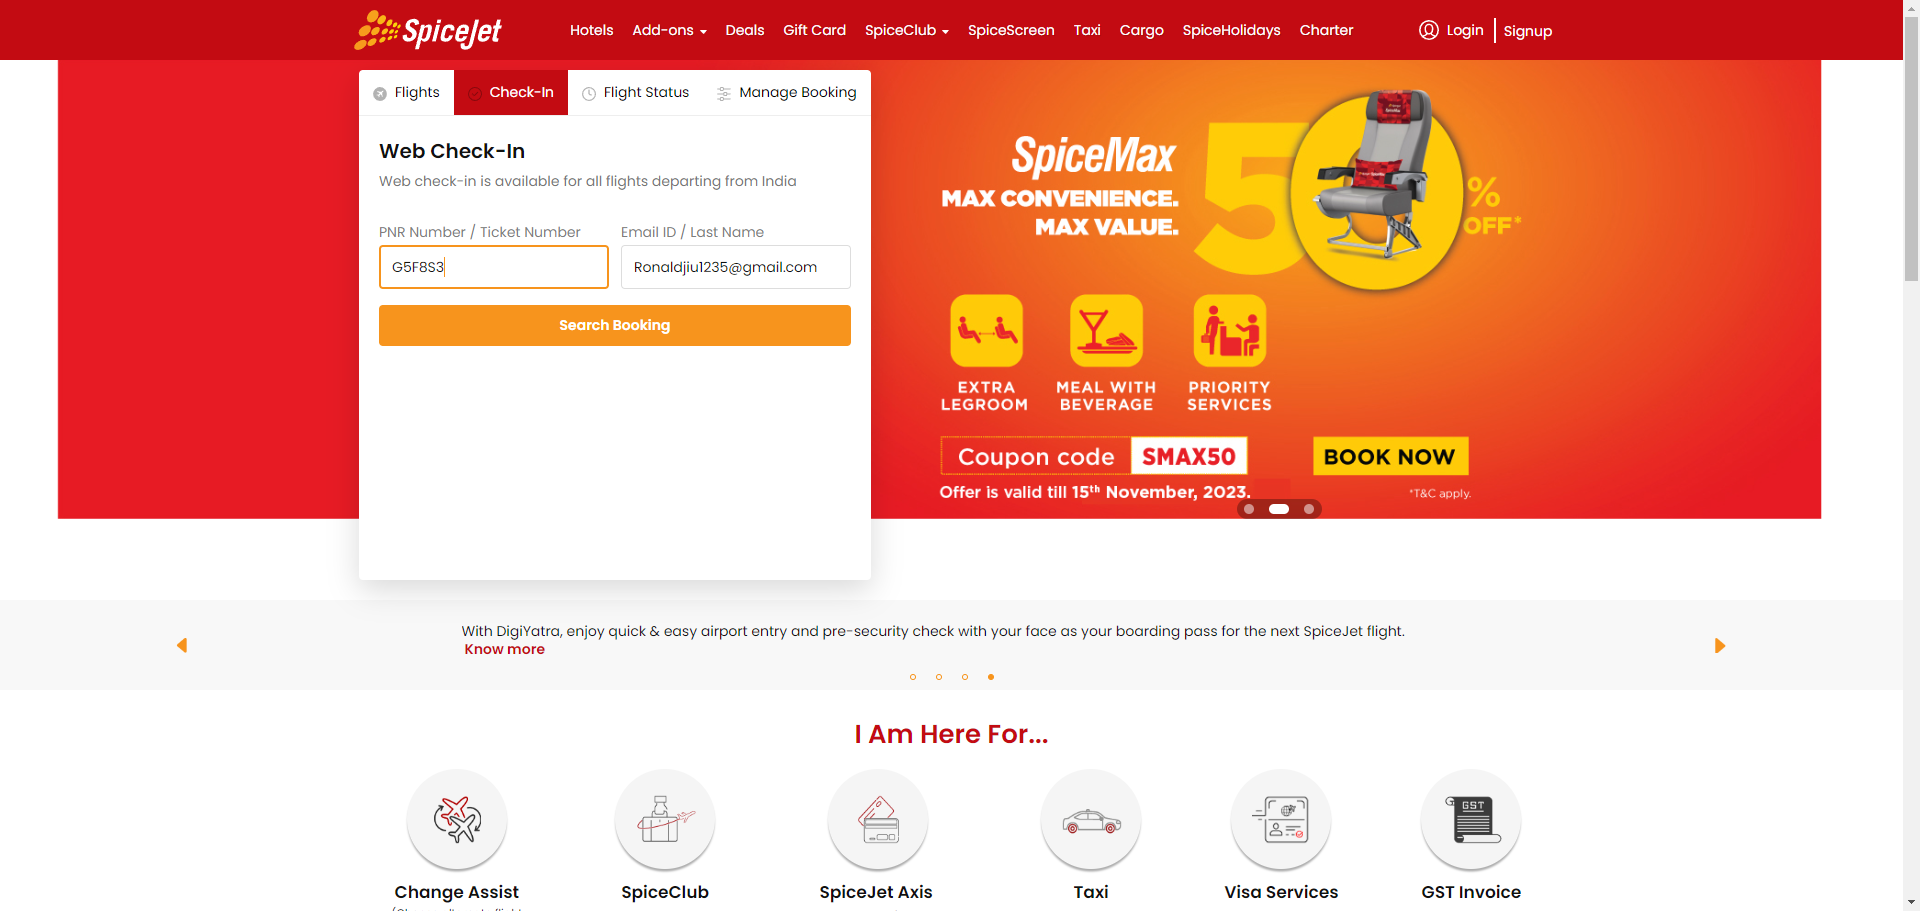 SpiceJet
Hotels Add-ons Deals Gift Card SpiceClub SpiceScreen Taxi Cargo SpiceHolidays Charter Login Signup
Flights Check-In Flight Status Manage Booking
Web Check-In
Web check-in is available for all flights departing from India
PNR Number / Ticket Number Email ID / Last Name
G5F8S3 Ronaldjiu1235@gmail.com
Search Booking
SpiceMax
MAX CONVENIENCE.
MAX VALUE.
5 % OFF*
EXTRA LEGROOM
MEAL WITH BEVERAGE
PRIORITY SERVICES
Coupon code SMAX50
BOOK NOW
Offer is valid till 15th November, 2023.
*T&C apply.
With DigiYatra, enjoy quick & easy airport entry and pre-security check with your face as your boarding pass for the next SpiceJet flight.
Know more
I Am Here For...
GST
Change Assist SpiceClub SpiceJet Axis Taxi Visa Services GST Invoice